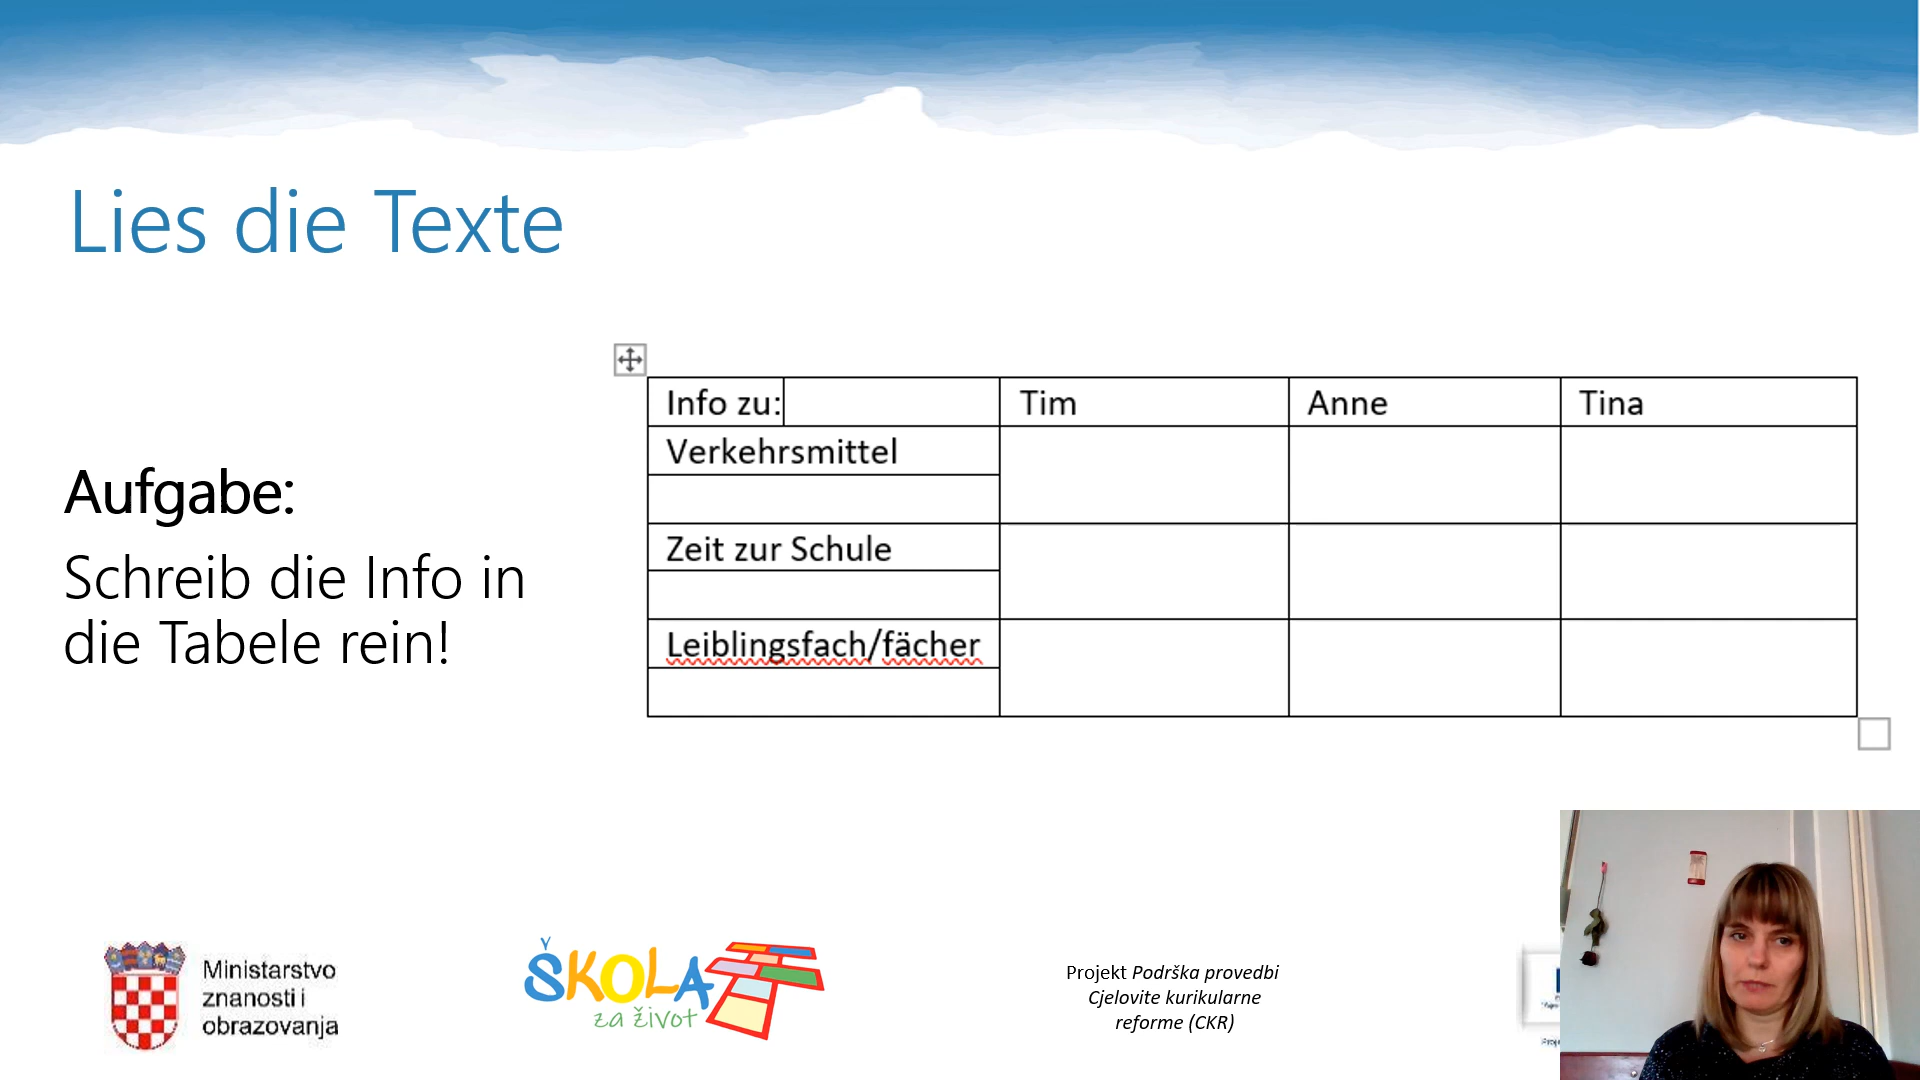 Lies die Texte
Aufgabe:
Schreib die Info in
die Tabele rein!
Info zu: Tim Anne Tina
Verkehrsmittel
Zeit zur Schule
Leiblingsfach/fächer
Ministarstvo
znanosti i
obrazovanja
ŠKOLA
za život
Projekt Podrška provedbi
Cjelovite kurikularne
reforme (CKR)